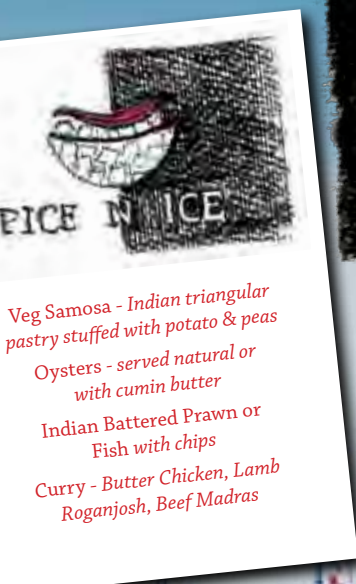 PICE N ICE
Veg Samosa - Indian triangular
pastry stuffed with potato & peas
Oysters - served natural or
with cumin butter
Indian Battered Prawn or
Fish with chips
Curry - Butter Chicken, Lamb
Roganjosh, Beef Madras